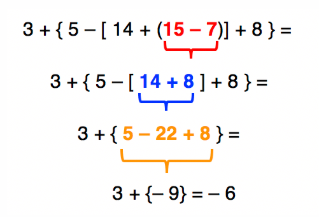 3 + { 5 – [ 14 + (15 – 7)] + 8 } =
3 + { 5 – [ 14 + 8 ] + 8 } =
3 + { 5 – 22 + 8 } =
3 + {– 9} = – 6